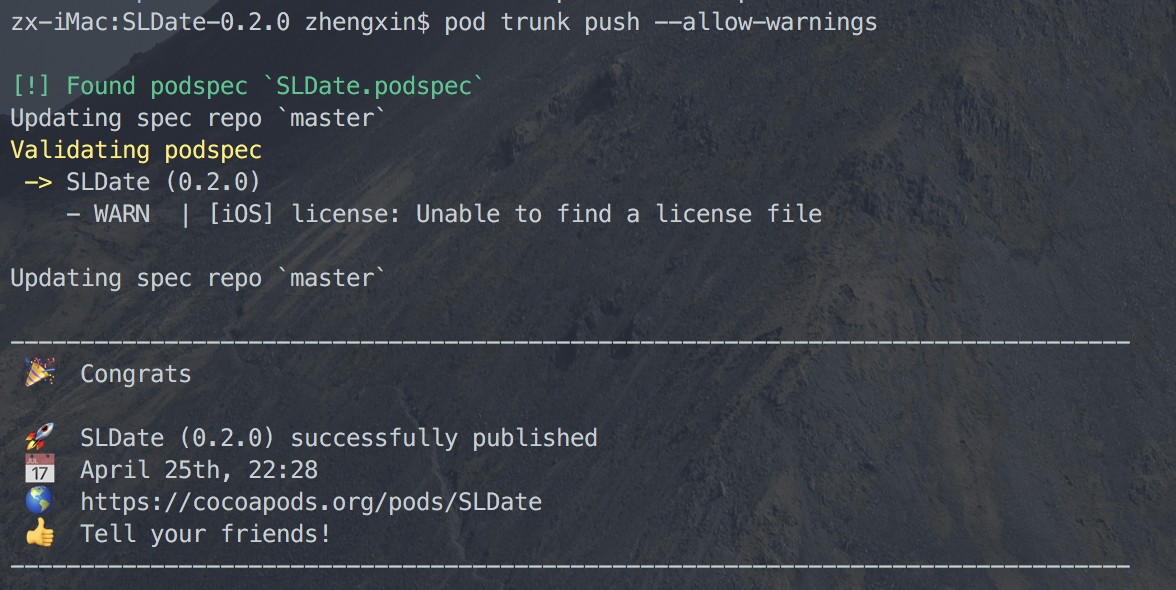 zx-iMac:SLDate-0.2.0 zhengxin$ pod trunk push --allow-warnings
[!] Found podspec `SLDate.podspec`
Updating spec repo `master`
Validating podspec
-> SLDate (0.2.0)
- WARN | [iOS] license: Unable to find a license file
Updating spec repo `master`
Congrats
SLDate (0.2.0) successfully published
JUL 17 April 25th, 22:28
https://cocoapods.org/pods/SLDate
Tell your friends!